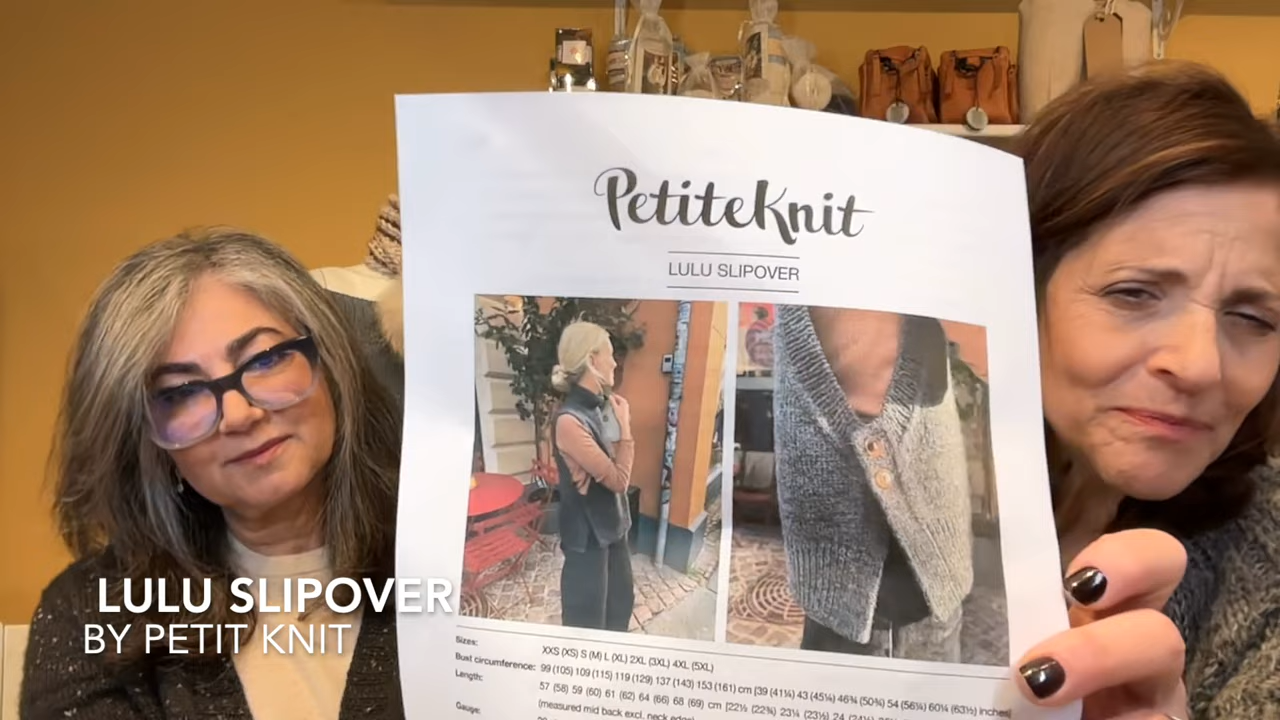 PetiteKnit
LULU SLIPOVER
LULU SLIPOVER
BY PETIT KNIT
Sizes: XXS (XS) S (M) L (XL) 2XL (3XL) 4XL (5XL)
Bust circumference: 99 (105) 109 (115) 119 (129) 137 (143) 153 (161) cm [39 (41¼) 43 (45¼) 46¾ (50¾) 54 (56¼) 60¼ (63½) inches]
Length: 57 (58) 59 (60) 61 (62) 64 (66) 68 (69) cm [22½ (22¾) 23¼ (23½) 24
(measured mid back excl. neck edge)
Gauge: